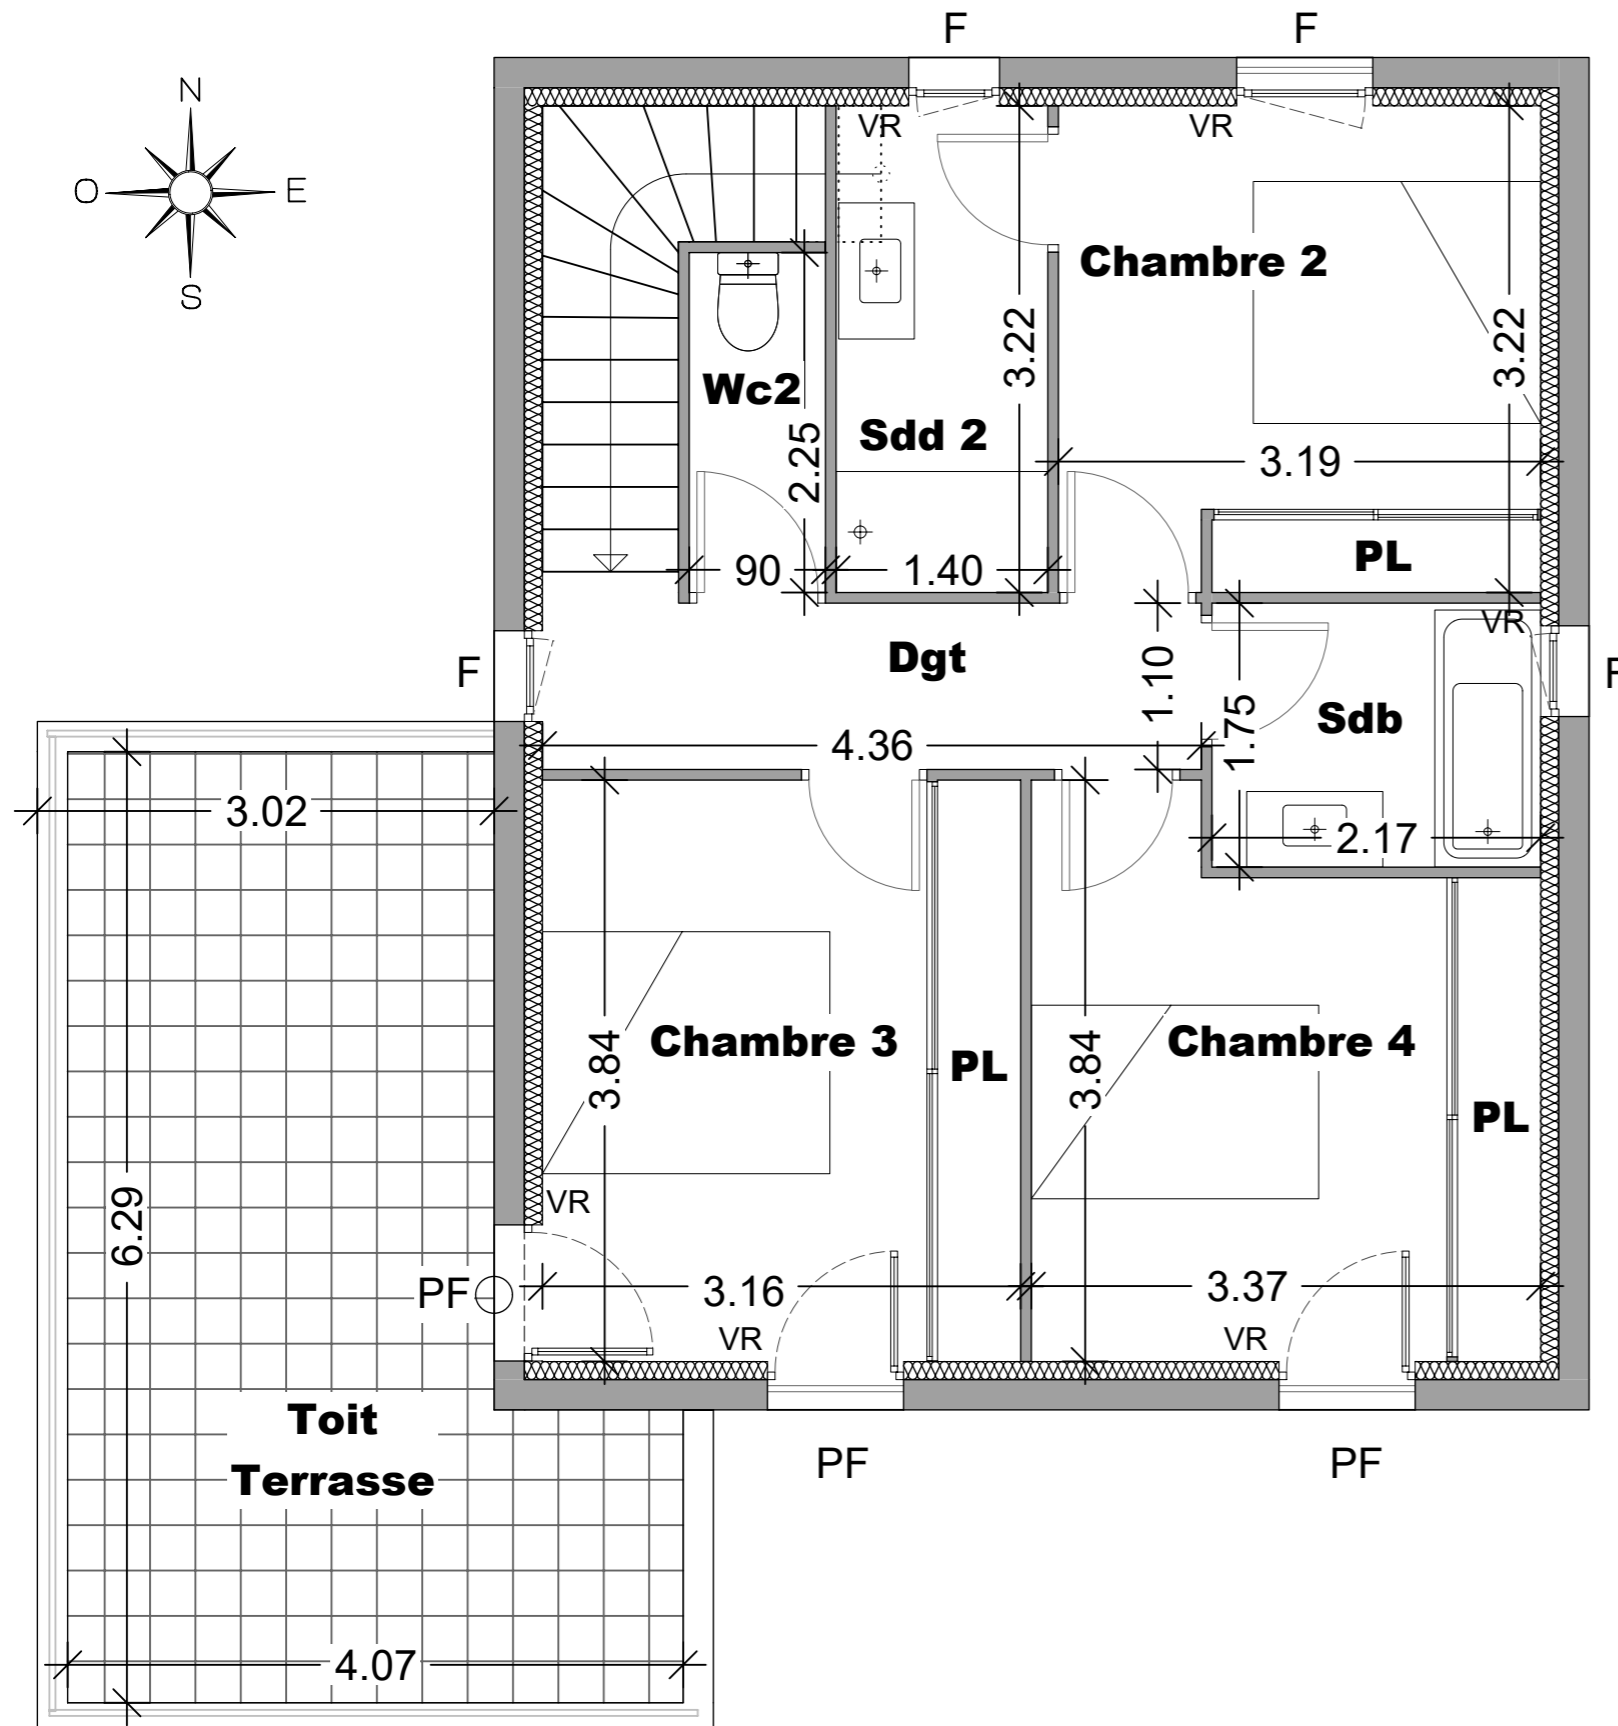 F
F
N
O
E
S
VR
VR
Chambre 2
3.22
3.22
Wc2
Sdd 2
2.25
3.19
90
1.40
PL
VR
Dgt
F
1.10
F
Sdb
1.75
4.36
3.02
2.17
Chambre 3
Chambre 4
3.84
PL
3.84
PL
6.29
VR
PF
3.16
3.37
VR
VR
Toit
Terrasse
PF
PF
4.07